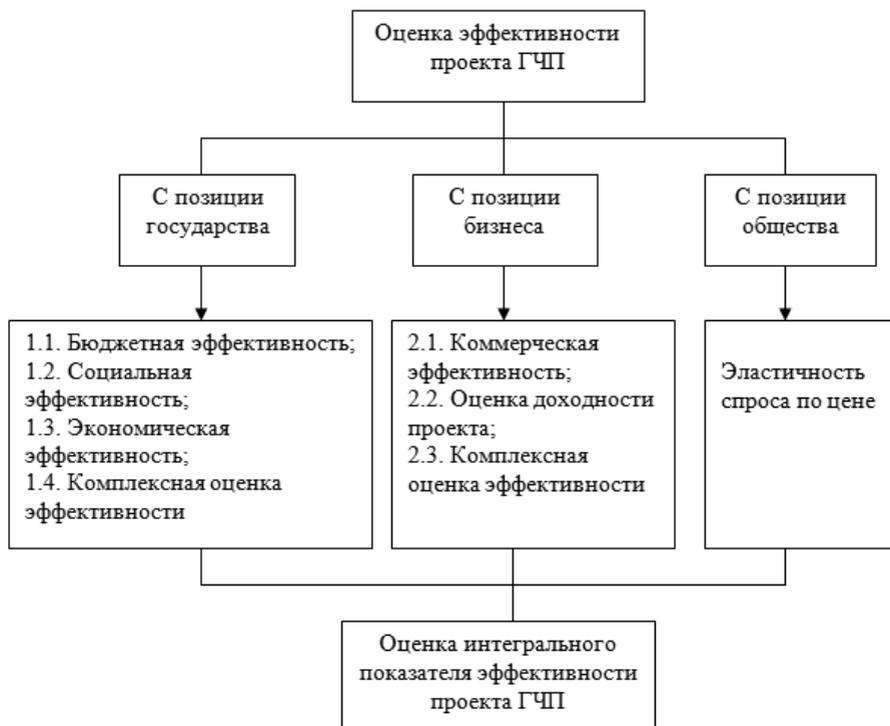 Оценка эффективности
проекта ГЧП
С позиции
государства
С позиции
бизнеса
С позиции
общества
1.1. Бюджетная эффективность;
1.2. Социальная
эффективность;
1.3. Экономическая
эффективность;
1.4. Комплексная оценка
эффективности
2.1. Коммерческая
эффективность;
2.2. Оценка доходности
проекта;
2.3. Комплексная
оценка эффективности
Эластичность
спроса по цене
Оценка интегрального
показателя эффективности
проекта ГЧП